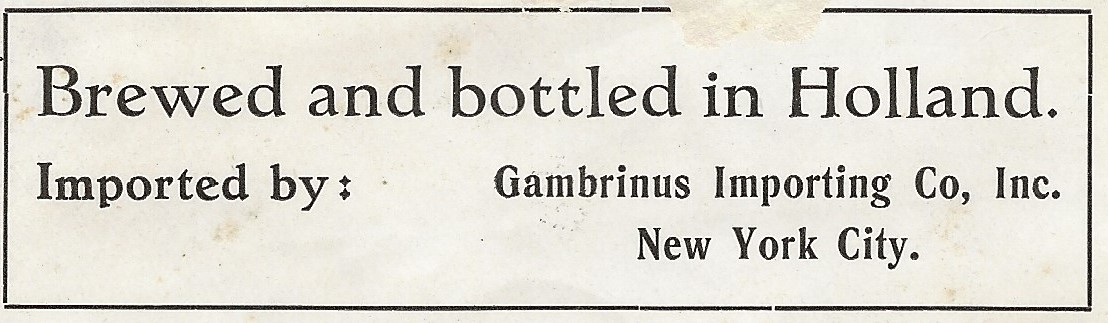 Brewed and bottled in Holland.
Imported by: Gambrinus Importing Co, Inc.
New York City.